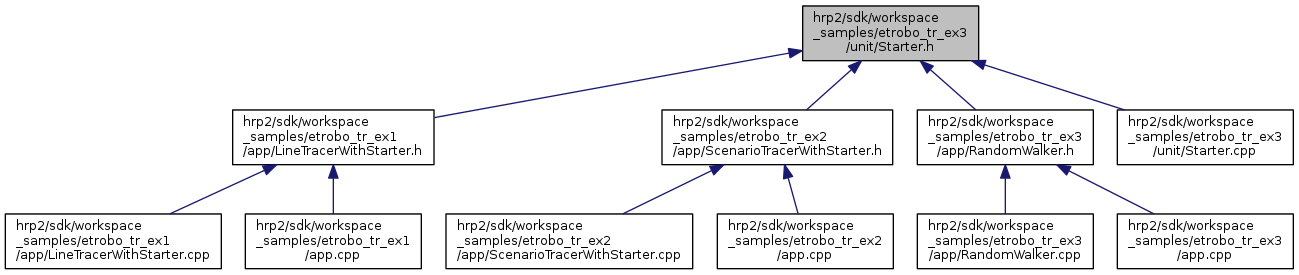 hrp2/sdk/workspace
_samples/etrobo_tr_ex3
/unit/Starter.h
hrp2/sdk/workspace
_samples/etrobo_tr_ex1
/app/LineTracerWithStarter.h
hrp2/sdk/workspace
_samples/etrobo_tr_ex2
/app/ScenarioTracerWithStarter.h
hrp2/sdk/workspace
_samples/etrobo_tr_ex3
/app/RandomWalker.h
hrp2/sdk/workspace
_samples/etrobo_tr_ex3
/unit/Starter.cpp
hrp2/sdk/workspace
_samples/etrobo_tr_ex1
/app/LineTracerWithStarter.cpp
hrp2/sdk/workspace
_samples/etrobo_tr_ex1
/app.cpp
hrp2/sdk/workspace
_samples/etrobo_tr_ex2
/app/ScenarioTracerWithStarter.cpp
hrp2/sdk/workspace
_samples/etrobo_tr_ex2
/app.cpp
hrp2/sdk/workspace
_samples/etrobo_tr_ex3
/app/RandomWalker.cpp
hrp2/sdk/workspace
_samples/etrobo_tr_ex3
/app.cpp